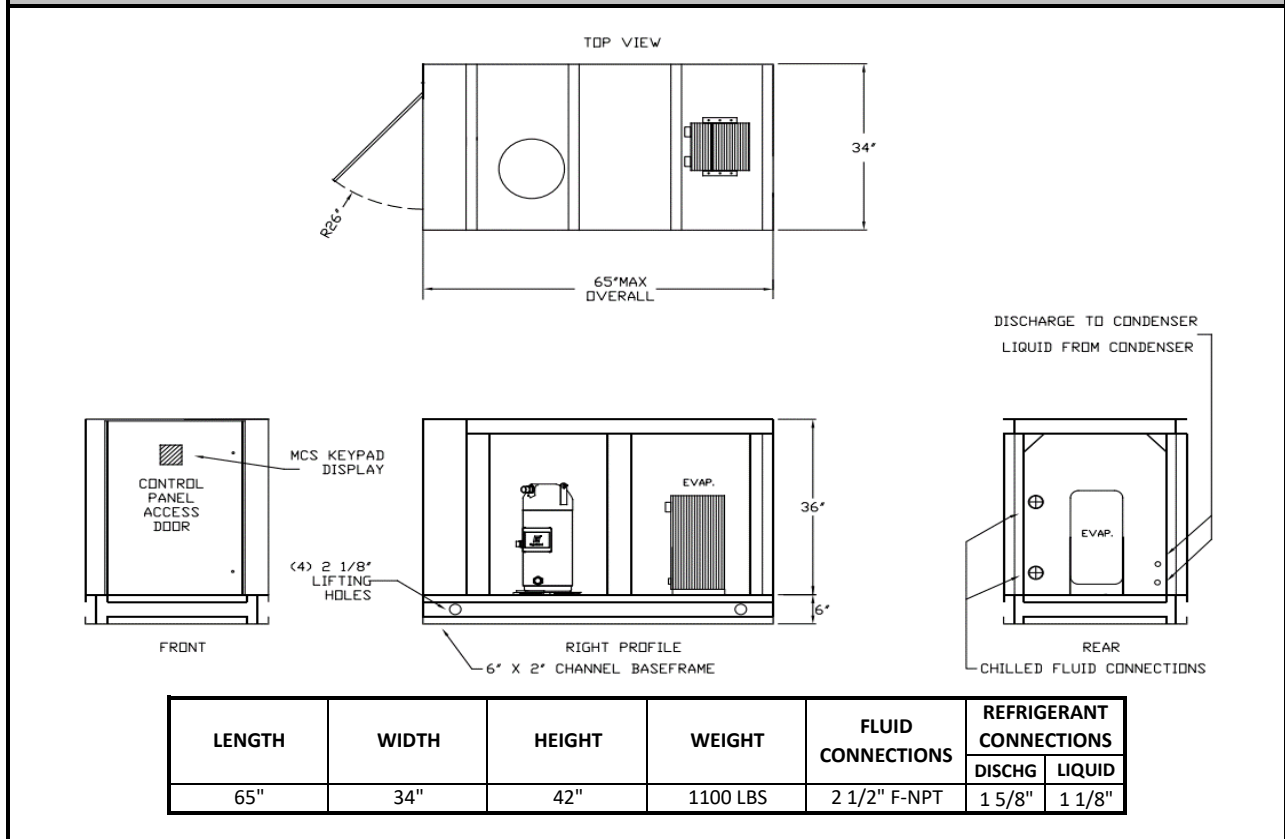 TOP VIEW
34"
R26"
65"MAX
OVERALL
DISCHARGE TO CONDENSER
LIQUID FROM CONDENSER
MCS KEYPAD
DISPLAY
CONTROL
PANEL
ACCESS
DOOR
EVAP.
36"
EVAP.
(4) 2 1/8"
LIFTING
HOLES
6"
FRONT
RIGHT PROFILE
REAR
6" X 2" CHANNEL BASEFRAME
CHILLED FLUID CONNECTIONS
LENGTH WIDTH HEIGHT WEIGHT FLUID CONNECTIONS REFRIGERANT CONNECTIONS
DISCHG LIQUID
65" 34" 42" 1100 LBS 2 1/2" F-NPT 1 5/8" 1 1/8"